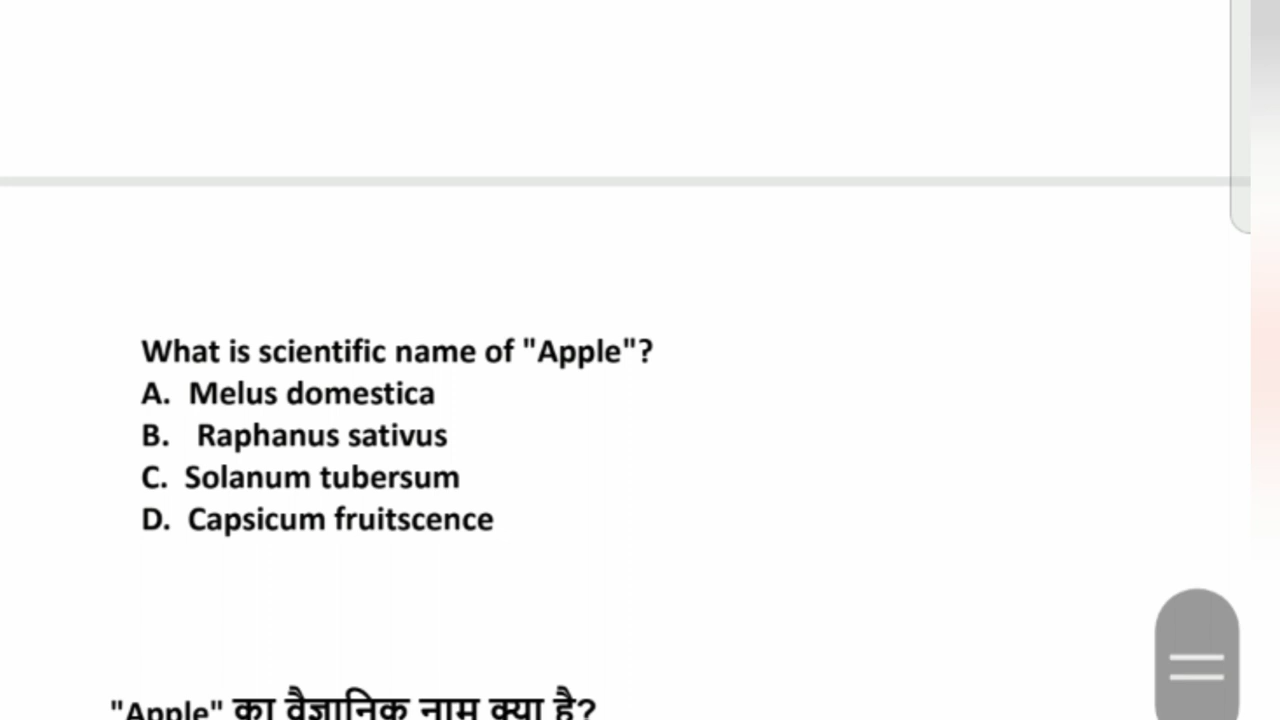 What is scientific name of "Apple"?
A. Melus domestica
B. Raphanus sativus
C. Solanum tubersum
D. Capsicum fruitscence
"Apple" का वैज्ञानिक नाम क्या है?